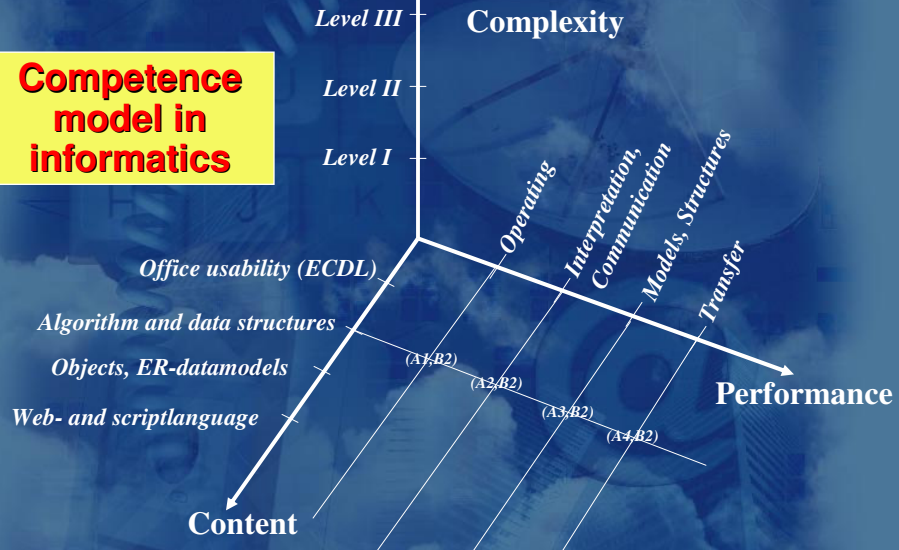 Level III
Complexity
Competence
model in
informatics
Level II
Level I
Operating
Interpretation,
Communication
Models, Structures
Transfer
Office usability (ECDL)
Algorithm and data structures
Objects, ER-datamodels
Web- and scriptlanguage
(A1,B2)
(A2,B2)
(A3,B2)
(A4,B2)
Performance
Content